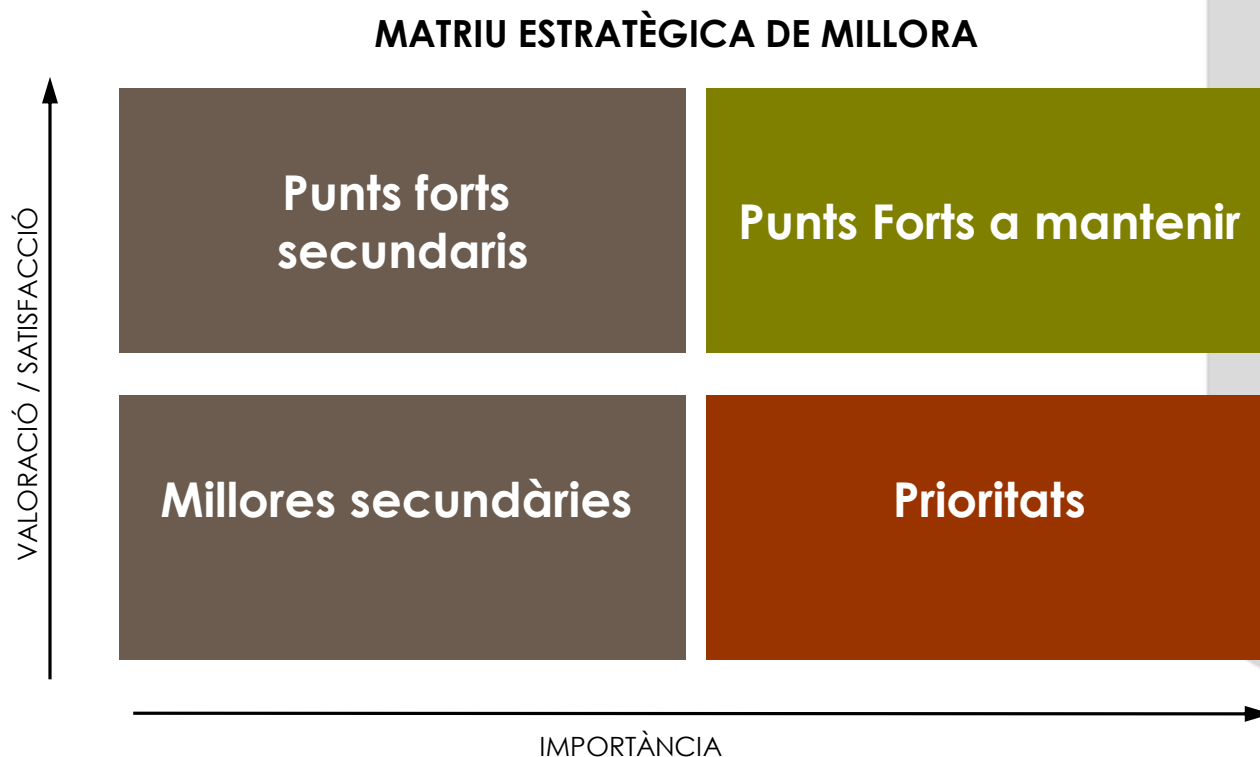 MATRIU ESTRATÈGICA DE MILLORA
VALORACIÓ / SATISFACCIÓ
Punts forts
secundaris
Punts Forts a mantenir
Millores secundàries
Prioritats
IMPORTÀNCIA